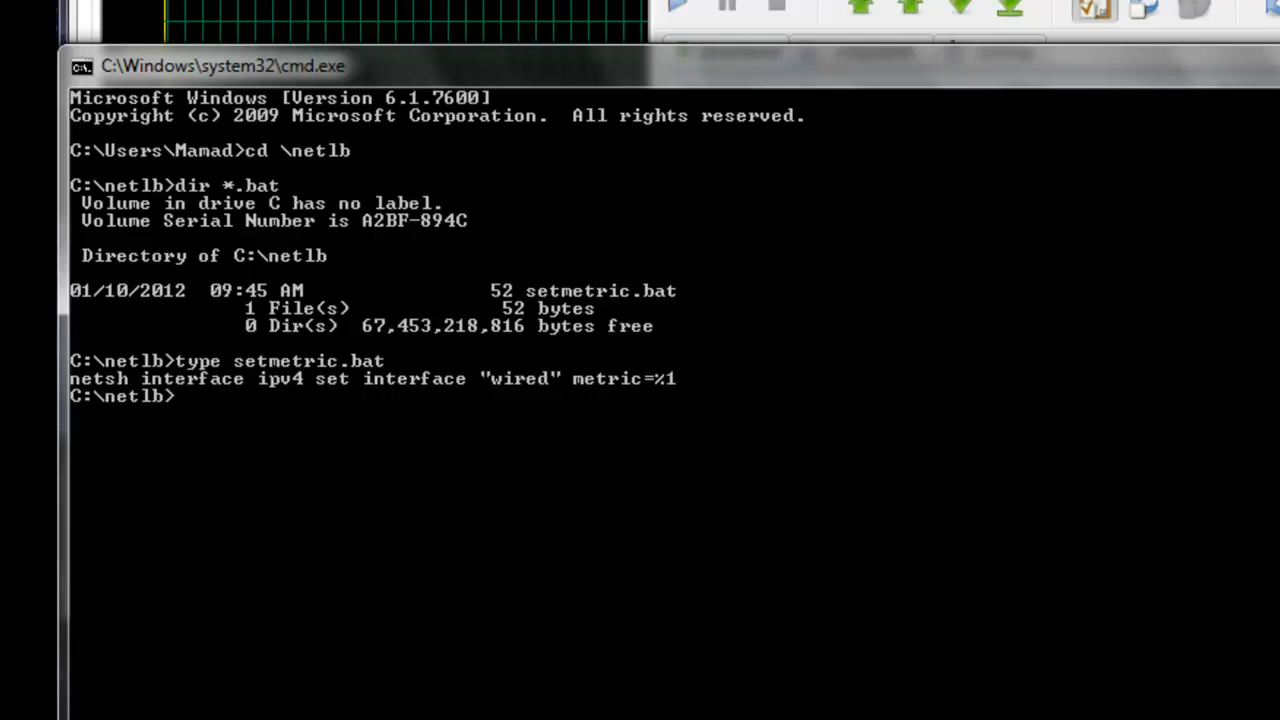 C:\Windows\system32\cmd.exe
Microsoft Windows [Version 6.1.7600]
Copyright (c) 2009 Microsoft Corporation.  All rights reserved.
C:\Users\Mamad>cd \netlb
C:\netlb>dir *.bat
Volume in drive C has no label.
Volume Serial Number is A2BF-894C
Directory of C:\netlb
01/10/2012  09:45 AM                52 setmetric.bat
1 File(s)             52 bytes
0 Dir(s)  67,453,218,816 bytes free
C:\netlb>type setmetric.bat
netsh interface ipv4 set interface "wired" metric=%1
C:\netlb>